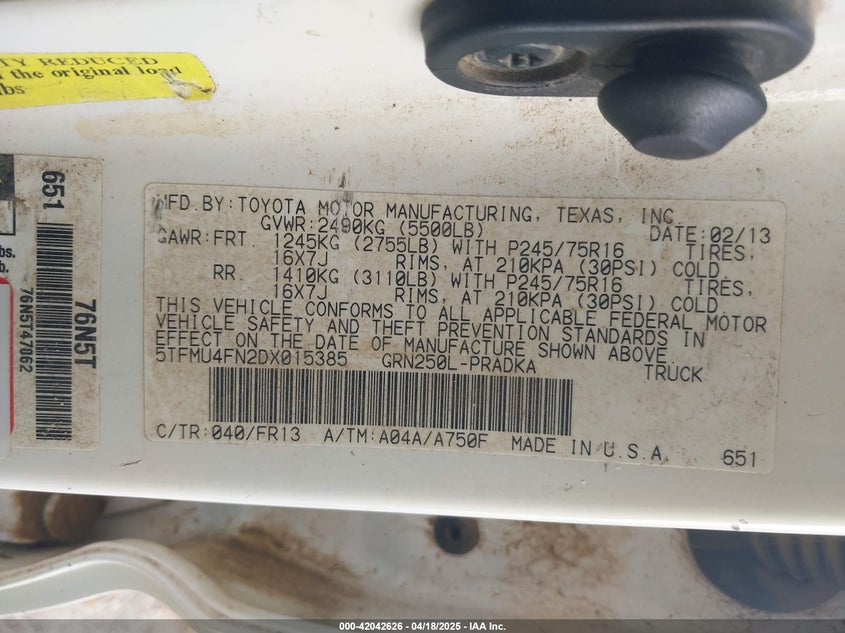 TY REDUCED
d the original load
lbs
651
76N5T
76N5T47062
bs.
b.
MFD.BY:TOYOTA MOTOR MANUFACTURING, TEXAS, INC.
GVWR:2490KG (5500LB) DATE:02/13
GAWR:FRT. 1245KG (2755LB) WITH P245/75R16 TIRES,
16X7J RIMS, AT 210KPA (30PSI) COLD
RR. 1410KG (3110LB) WITH P245/75R16 TIRES,
16X7J RIMS, AT 210KPA (30PSI) COLD
THIS VEHICLE CONFORMS TO ALL APPLICABLE FEDERAL MOTOR
VEHICLE SAFETY AND THEFT PREVENTION STANDARDS IN
EFFECT ON THE DATE OF MANUFACTURE SHOWN ABOVE.
5TFMU4FN2DX015385 GRN250L-PRADKA TRUCK
C/TR:040/FR13 A/TM:A04A/A750F MADE IN U.S.A. 651
000-42042626 - 04/18/2025 - IAA Inc.